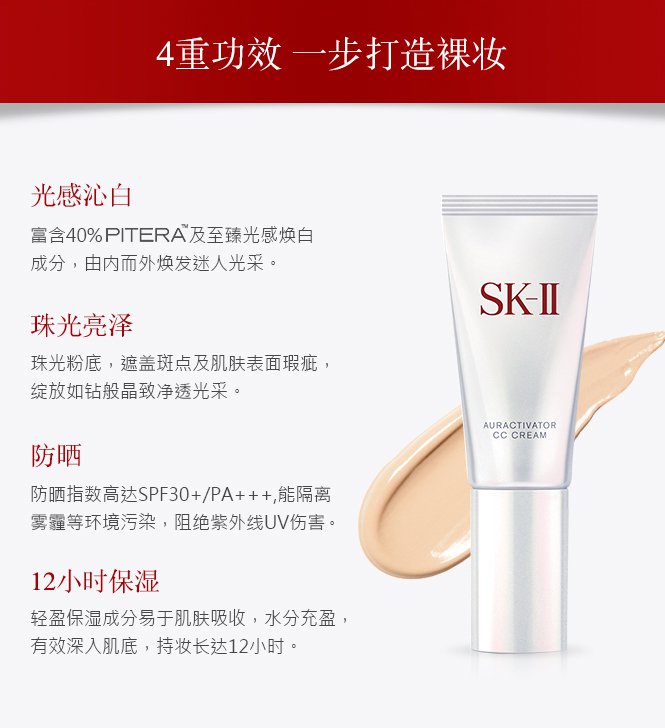 4重功效 一步打造裸妆
光感沁白
富含40%PITERA™及至臻光感焕白
成分，由内而外焕发迷人光采。
珠光亮泽
珠光粉底，遮盖斑点及肌肤表面瑕疵，
绽放如钻般晶致净透光采。
防晒
防晒指数高达SPF30+/PA+++,能隔离
雾霾等环境污染，阻绝紫外线UV伤害。
12小时保湿
轻盈保湿成分易于肌肤吸收，水分充盈，
有效深入肌底，持妆长达12小时。
SK-II
AURACTIVATOR
CC CREAM